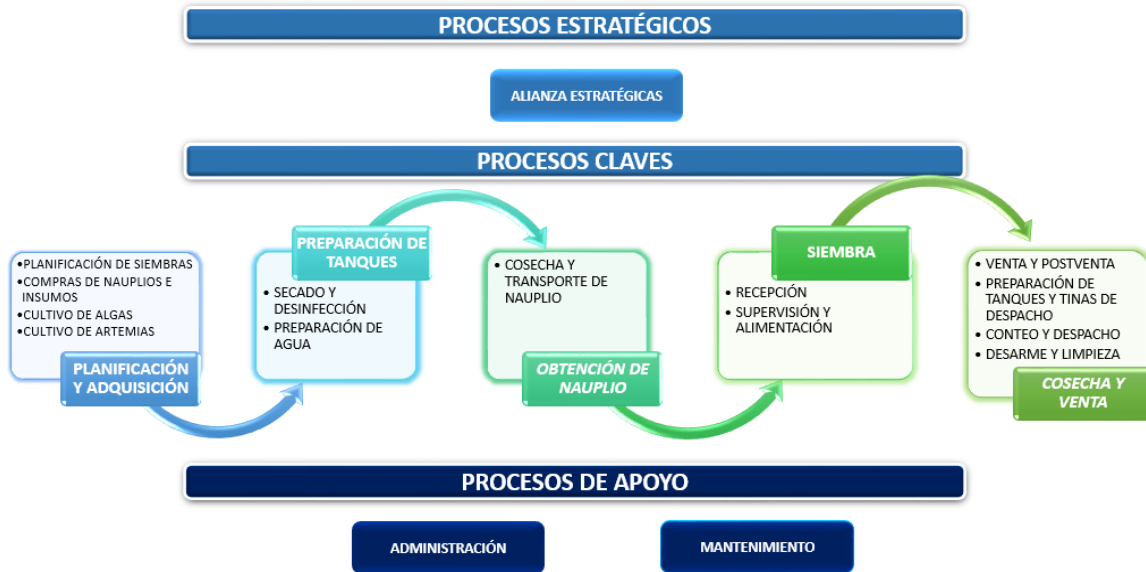 PROCESOS ESTRATÉGICOS
ALIANZA ESTRATÉGICAS
PROCESOS CLAVES
•PLANIFICACIÓN DE SIEMBRAS
•COMPRAS DE NAUPLIOS E
INSUMOS
•CULTIVO DE ALGAS
•CULTIVO DE ARTEMIAS
PLANIFICACIÓN
Y ADQUISICIÓN
PREPARACIÓN DE
TANQUES
• SECADO Y
DESINFECCIÓN
• PREPARACIÓN DE
AGUA
• COSECHA Y
TRANSPORTE DE
NAUPLIO
OBTENCIÓN DE
NAUPLIO
SIEMBRA
• RECEPCIÓN
• SUPERVISIÓN Y
ALIMENTACIÓN
• VENTA Y POSTVENTA
• PREPARACIÓN DE
TANQUES Y TINAS DE
DESPACHO
• CONTEO Y DESPACHO
• DESARME Y LIMPIEZA
COSECHA Y
VENTA
PROCESOS DE APOYO
ADMINISTRACIÓN
MANTENIMIENTO